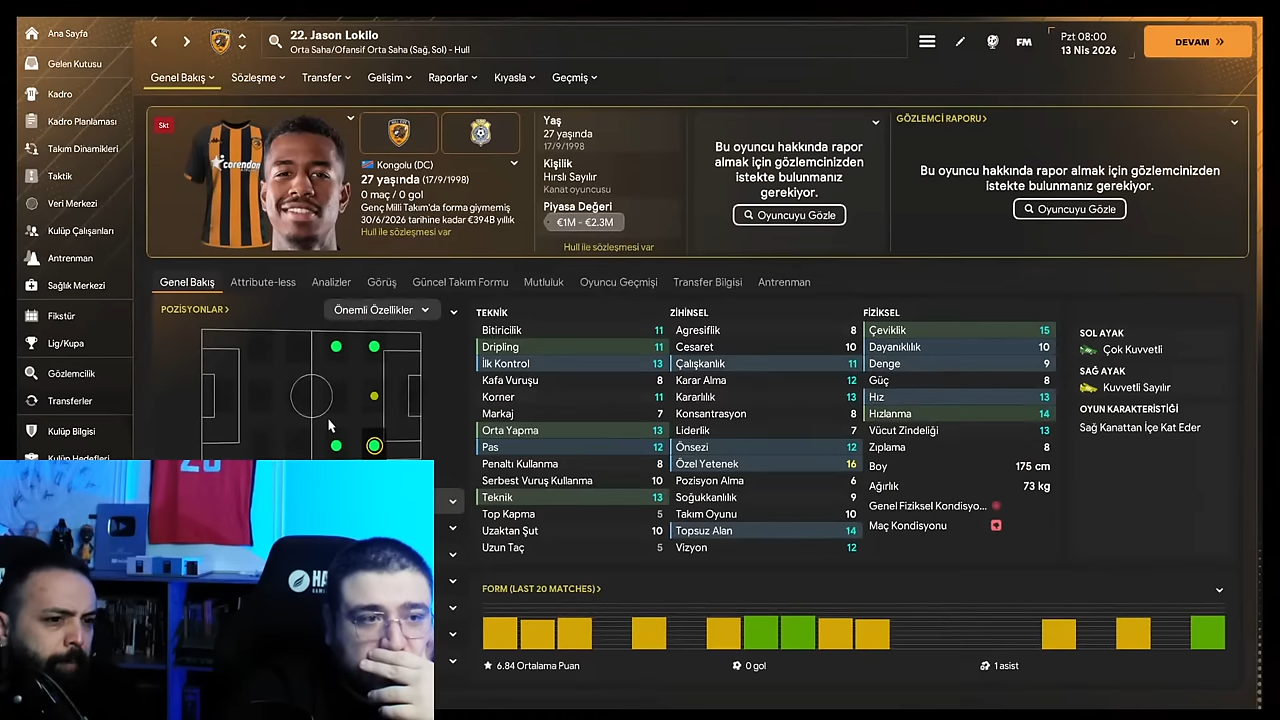 Ana Sayfa
Gelen Kutusu
Kadro
Kadro Planlaması
Takım Dinamikleri
Taktik
Veri Merkezi
Kulüp Çalışanları
Antrenman
Sağlık Merkezi
Fikstür
Lig/Kupa
Gözlemcilik
Transferler
Kulüp Bilgisi
Kulüp Hedefleri
22. Jason Lokilo
Orta Saha/Ofansif Orta Saha (Sağ, Sol) - Hull
FM
Pzt 08:00
13 Nis 2026
DEVAM
Genel Bakış
Sözleşme
Transfer
Gelişim
Raporlar
Kıyasla
Geçmiş
Skt
corendon
Kongolu (DC)
27 yaşında (17/9/1998)
0 maç / 0 gol
Genç Milli Takım'da forma giymemiş
30/6/2026 tarihine kadar €394B yıllık
Hull ile sözleşmesi var
Yaş
27 yaşında
17/9/1998
Kişilik
Hırslı Sayılır
Kanat oyuncusu
Piyasa Değeri
€1M - €2.3M
Hull ile sözleşmesi var
Bu oyuncu hakkında rapor
almak için gözlemcinizden
istekte bulunmanız
gerekiyor.
Oyuncuyu Gözle
GÖZLEMCİ RAPORU
Bu oyuncu hakkında rapor almak için gözlemcinizden
istekte bulunmanız gerekiyor.
Oyuncuyu Gözle
Genel Bakış
Attribute-less
Analizler
Görüş
Güncel Takım Formu
Mutluluk
Oyuncu Geçmişi
Transfer Bilgisi
Antrenman
POZİSYONLAR
Önemli Özellikler
TEKNİK
Bitiricilik 11
Dripling 11
İlk Kontrol 13
Kafa Vuruşu 8
Korner 11
Markaj 7
Orta Yapma 13
Pas 12
Penaltı Kullanma 8
Serbest Vuruş Kullanma 10
Teknik 13
Top Kapma 5
Uzaktan Şut 10
Uzun Taç 5
ZİHİNSEL
Agresiflik 8
Cesaret 10
Çalışkanlık 11
Karar Alma 12
Kararlılık 13
Konsantrasyon 8
Liderlik 7
Önsezi 12
Özel Yetenek 16
Pozisyon Alma 6
Soğukkanlılık 9
Takım Oyunu 10
Topsuz Alan 14
Vizyon 12
FİZİKSEL
Çeviklik 15
Dayanıklılık 10
Denge 9
Güç 8
Hız 13
Hızlanma 14
Vücut Zindeliği 13
Zıplama 8
Boy 175 cm
Ağırlık 73 kg
Genel Fiziksel Kondisyo...
Maç Kondisyonu
SOL AYAK
Çok Kuvvetli
SAĞ AYAK
Kuvvetli Sayılır
OYUN KARAKTERİSTİĞİ
Sağ Kanattan İçe Kat Eder
FORM (LAST 20 MATCHES)
6.84 Ortalama Puan
0 gol
1 asist